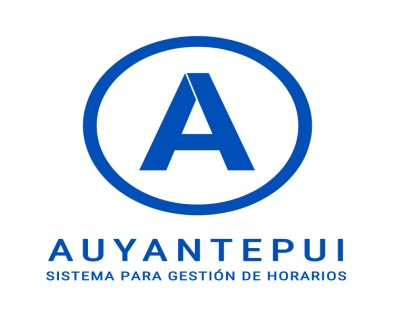 A
AUYANTEPUI
SISTEMA PARA GESTIÓN DE HORARIOS